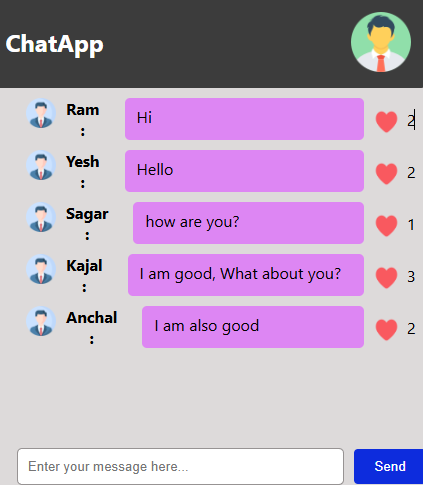 ChatApp
Ram : Hi 2
Yesh : Hello 2
Sagar : how are you? 1
Kajal : I am good, What about you? 3
Anchal : I am also good 2
Enter your message here... Send